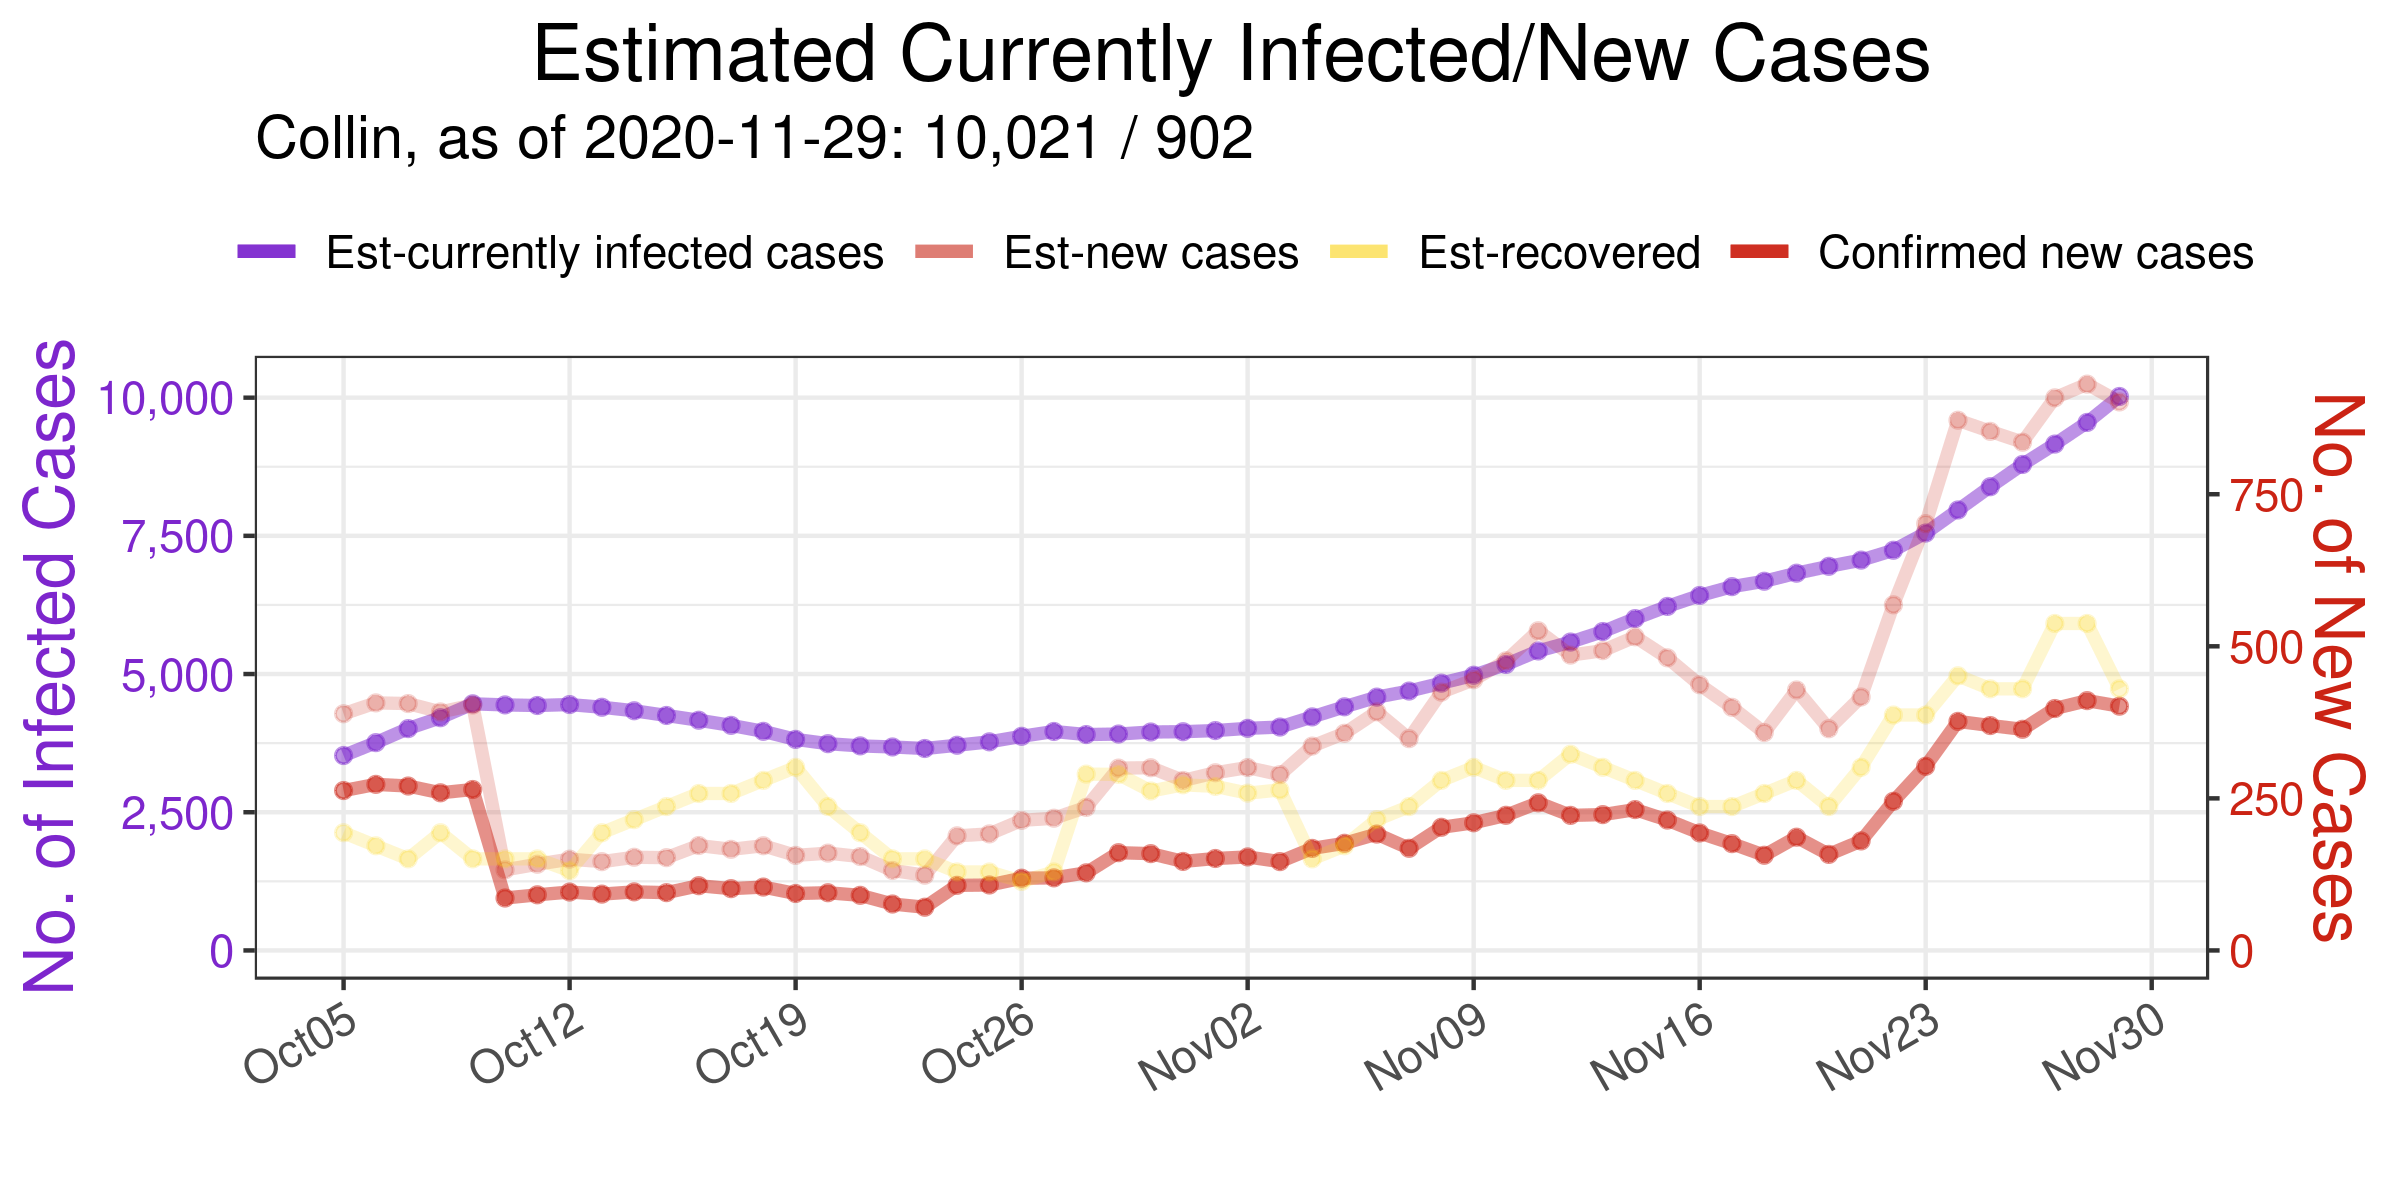 Estimated Currently Infected/New Cases
Collin, as of 2020-11-29: 10,021 / 902
Est-currently infected cases Est-new cases Est-recovered Confirmed new cases
No. of Infected Cases
10,000
7,500
5,000
2,500
0
No. of New Cases
750
500
250
0
Oct05 Oct12 Oct19 Oct26 Nov02 Nov09 Nov16 Nov23 Nov30